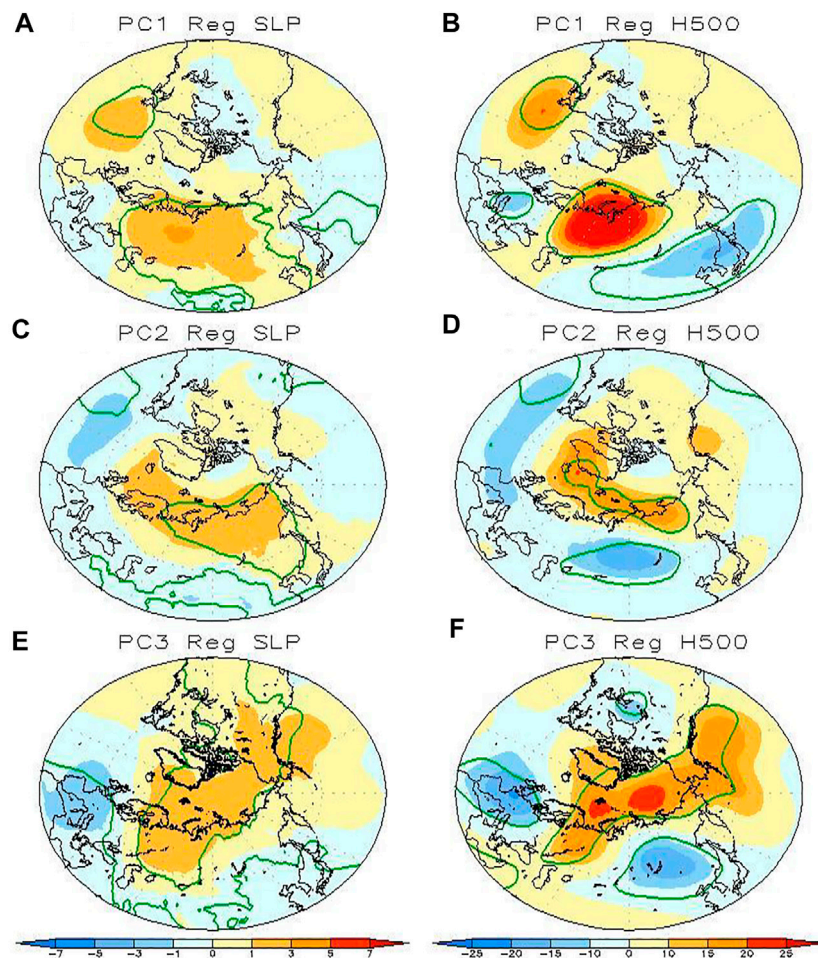 A PC1 Reg SLP
B PC1 Reg H500
C PC2 Reg SLP
D PC2 Reg H500
E PC3 Reg SLP
F PC3 Reg H500
-7 -5 -3 -1 0 1 3 5 7
-25 -20 -15 -10 0 10 15 20 25